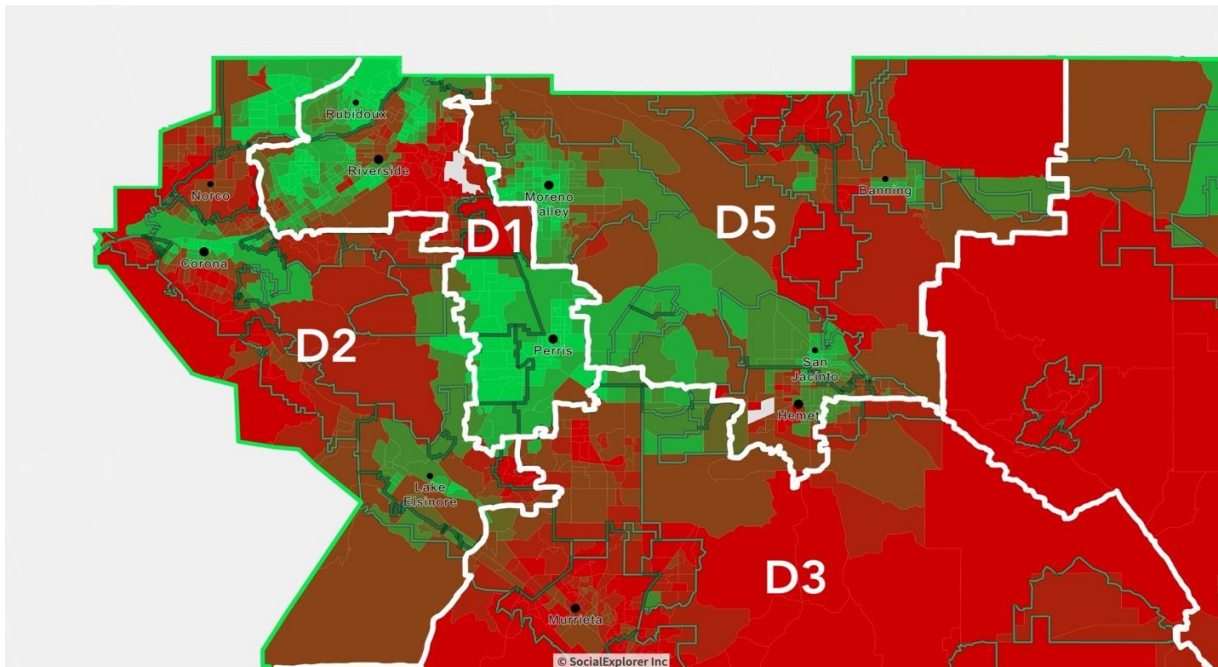 Rubidoux
Riverside
Norco
Moreno
Valley
Banning
D1
D5
Corona
D2
Perris
San
Jacinto
Hemet
Lake
Elsinore
D3
Murrieta
© SocialExplorer Inc